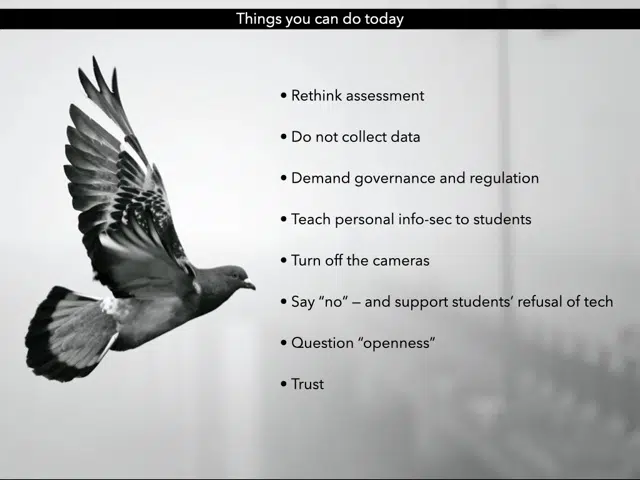 Things you can do today
• Rethink assessment
• Do not collect data
• Demand governance and regulation
• Teach personal info-sec to students
• Turn off the cameras
• Say “no” – and support students’ refusal of tech
• Question “openness”
• Trust